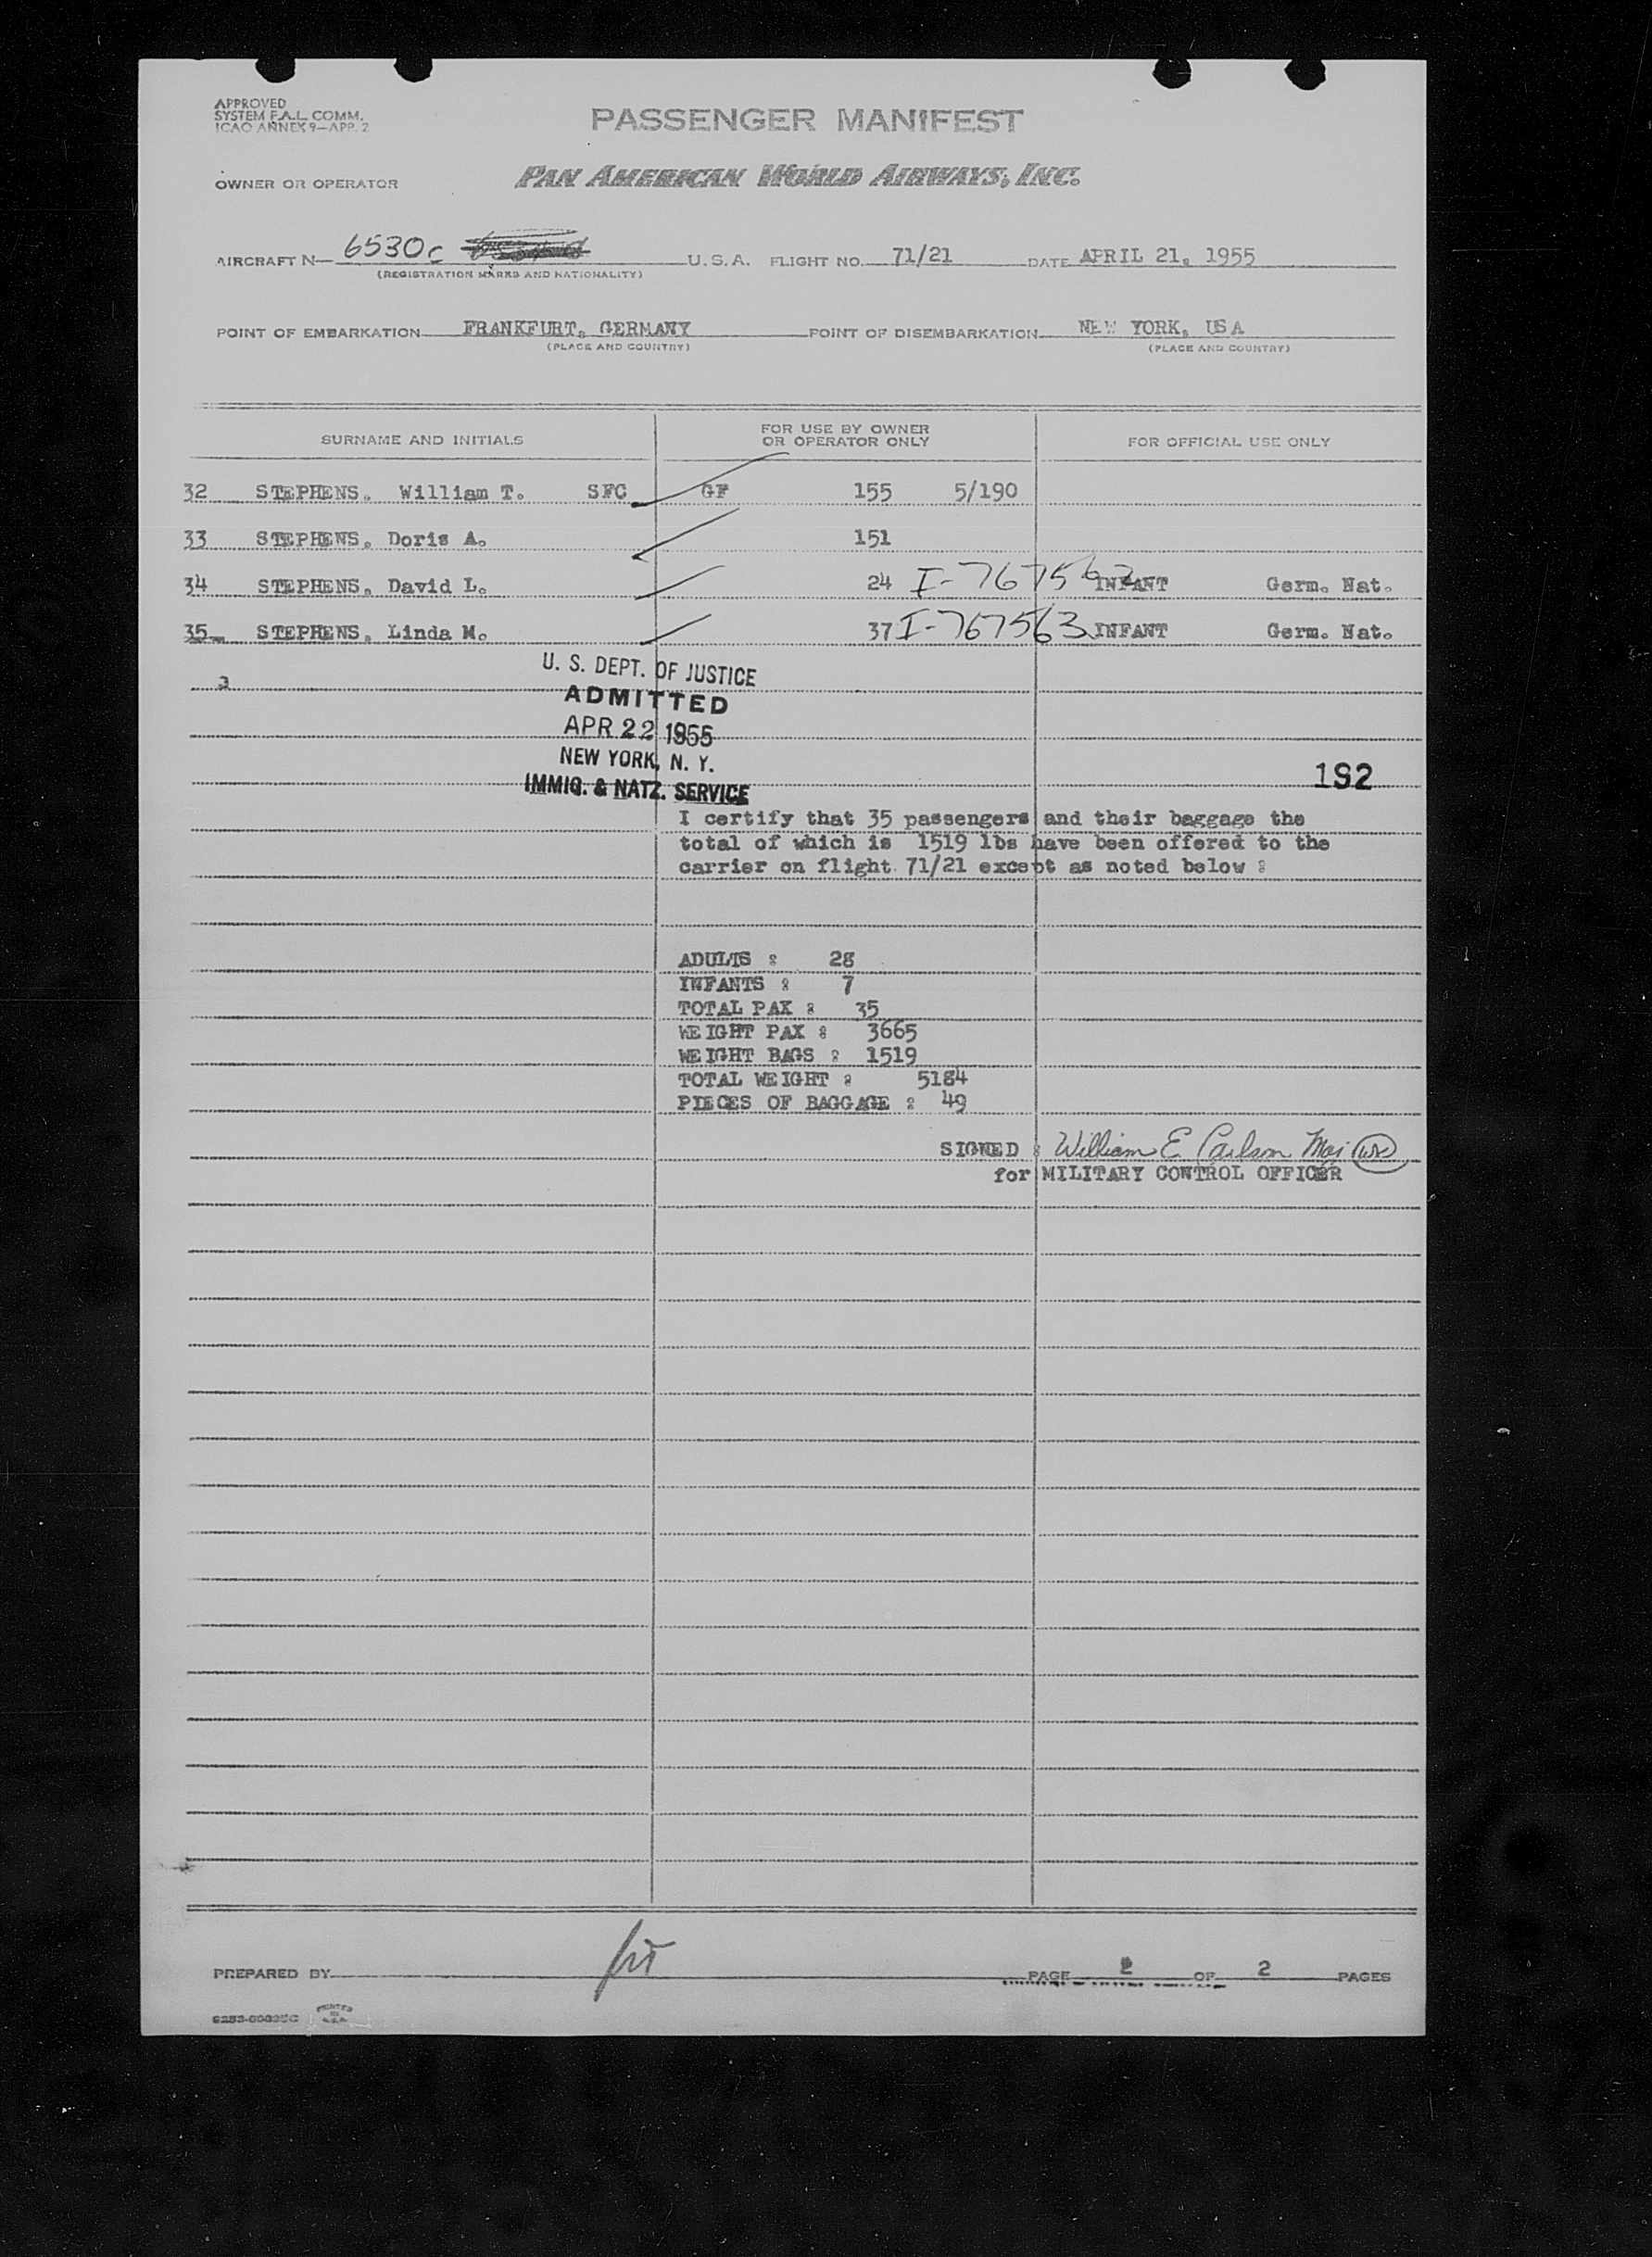 APPROVED
SYSTEM F.A.L. COMM.
ICAO ANNEX 9—APP. 2
PASSENGER MANIFEST
OWNER OR OPERATOR PAN AMERICAN WORLD AIRWAYS, INC.
AIRCRAFT N— 6530c U.S.A. FLIGHT NO. 71/21 DATE APRIL 21, 1955
(REGISTRATION MARKS AND NATIONALITY)
POINT OF EMBARKATION FRANKFURT, GERMANY POINT OF DISEMBARKATION NEW YORK, USA
(PLACE AND COUNTRY) (PLACE AND COUNTRY)
SURNAME AND INITIALS FOR USE BY OWNER OR OPERATOR ONLY FOR OFFICIAL USE ONLY
32 STEPHENS, William T. SFC GF 155 5/190
33 STEPHENS, Doris A. 151
34 STEPHENS, David L. 24 I-767562 INFANT Germ. Nat.
35 STEPHENS, Linda M. 37 I-767563 INFANT Germ. Nat.
3
U. S. DEPT. OF JUSTICE
ADMITTED
APR 22 1955
NEW YORK, N. Y.
IMMIG. & NATZ. SERVICE
192
I certify that 35 passengers and their baggage the
total of which is 1519 lbs have been offered to the
carrier on flight 71/21 except as noted below :
ADULTS : 28
INFANTS : 7
TOTAL PAX : 35
WEIGHT PAX : 3665
WEIGHT BAGS : 1519
TOTAL WEIGHT : 5184
PIECES OF BAGGAGE : 49
SIGNED : William E Carlson Maj
for MILITARY CONTROL OFFICER
PREPARED BY PAGE 2 OF 2 PAGES
PRINTED
IN
U.S.A.